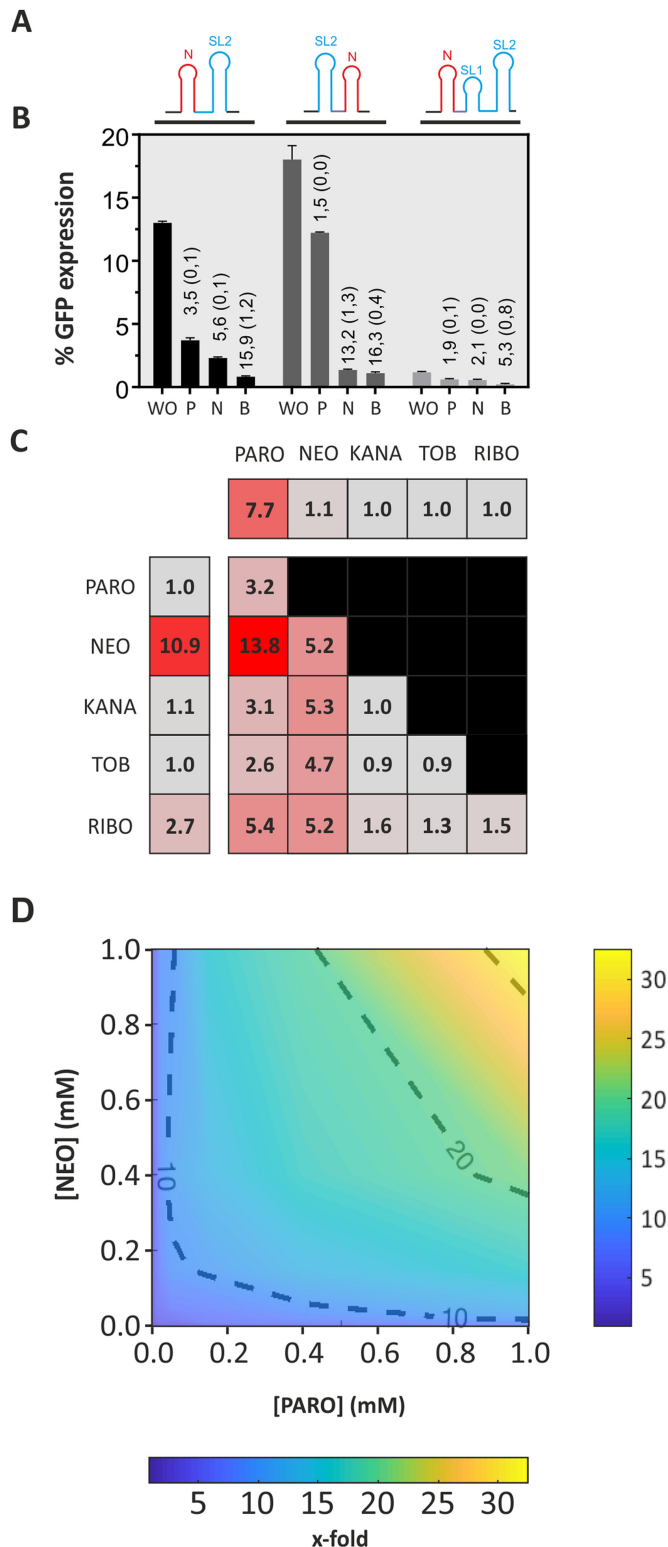 A
N SL2 SL2 N N SL1 SL2
B
% GFP expression
20
15
10
5
0
3,5 (0,1)
5,6 (0,1)
15,9 (1,2)
1,5 (0,0)
13,2 (1,3)
16,3 (0,4)
1,9 (0,1)
2,1 (0,0)
5,3 (0,8)
WO P N B WO P N B WO P N B
C
PARO NEO KANA TOB RIBO
7.7 1.1 1.0 1.0 1.0
PARO 1.0 3.2
NEO 10.9 13.8 5.2
KANA 1.1 3.1 5.3 1.0
TOB 1.0 2.6 4.7 0.9 0.9
RIBO 2.7 5.4 5.2 1.6 1.3 1.5
D
[NEO] (mM)
1.0
0.8
0.6
0.4
0.2
0.0
10
20
10
0.0 0.2 0.4 0.6 0.8 1.0
[PARO] (mM)
30
25
20
15
10
5
5 10 15 20 25 30
x-fold